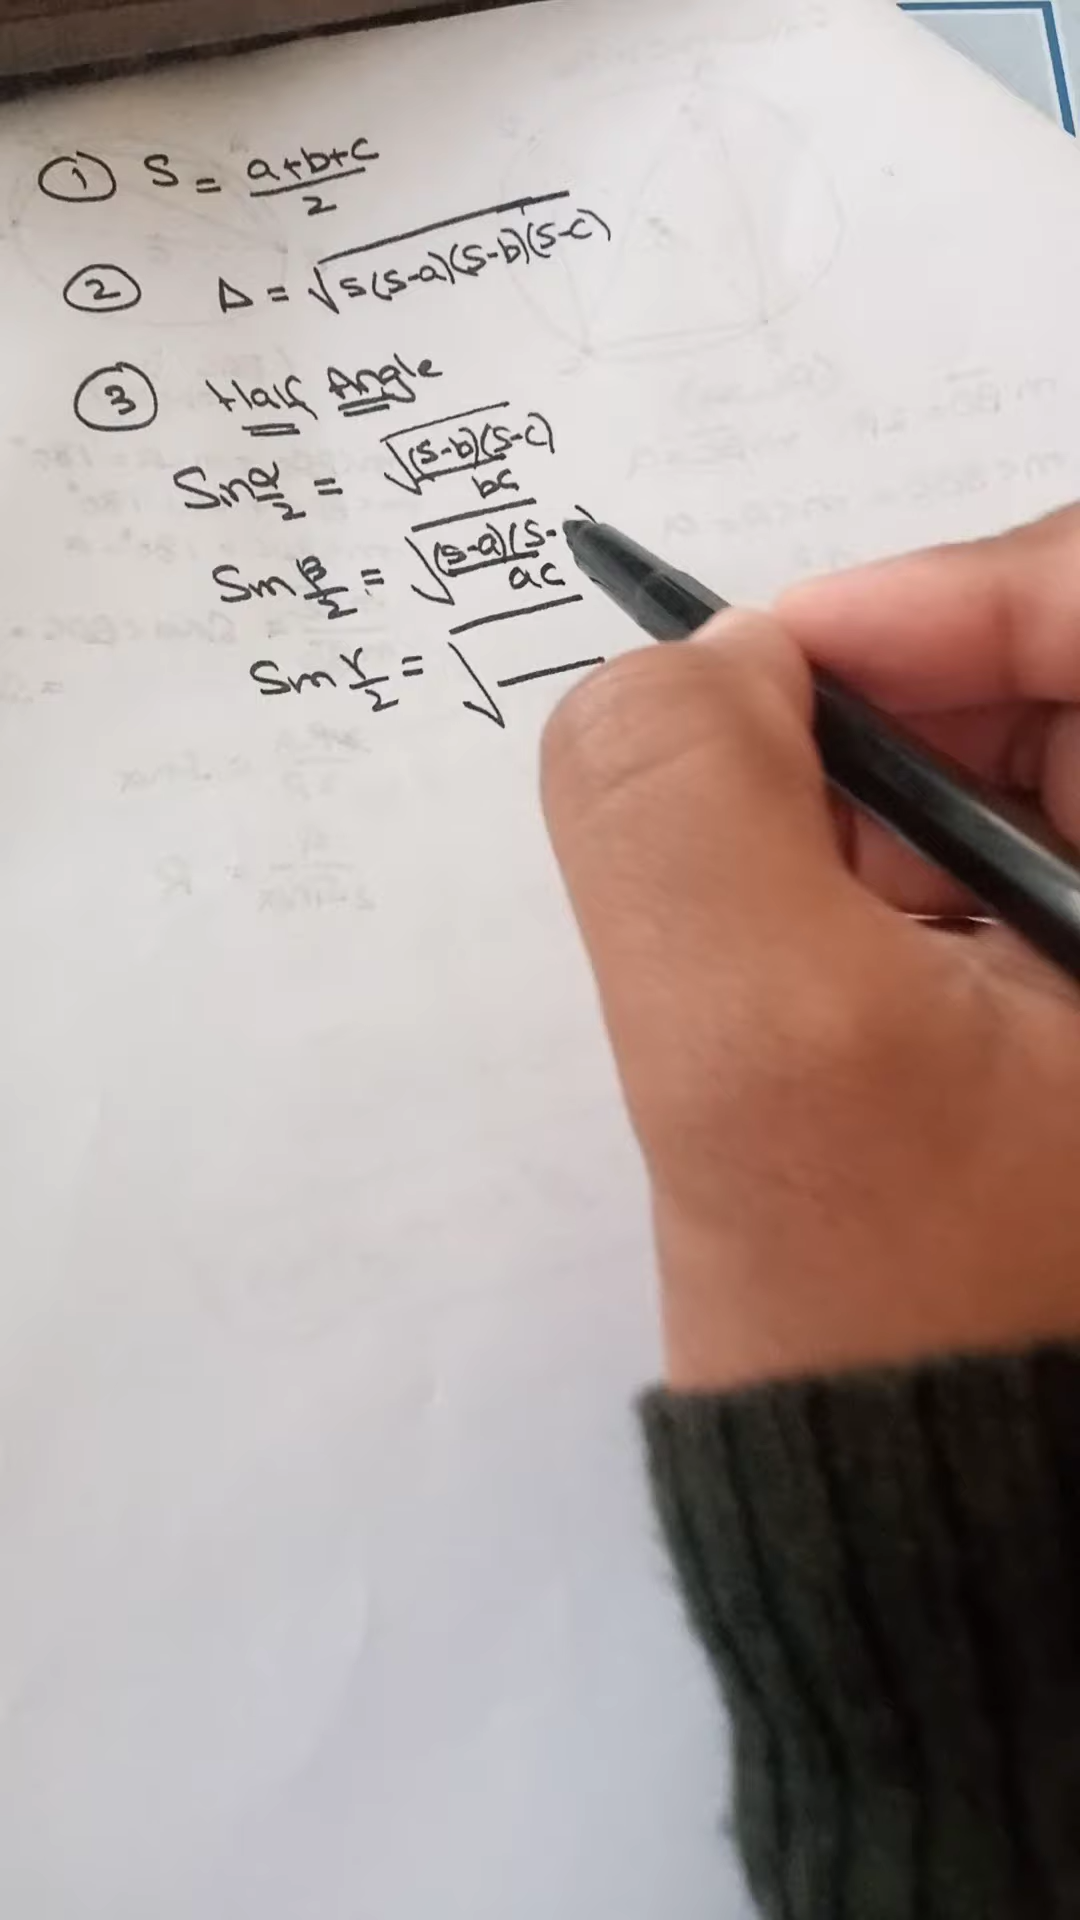 ① S = a+b+c / 2
② Δ = √s(s-a)(s-b)(s-c)
③ Half Angle
Sin α/2 = √(s-b)(s-c) / bc
Sin β/2 = √(s-a)(s- ) / ac
Sin γ/2 = √